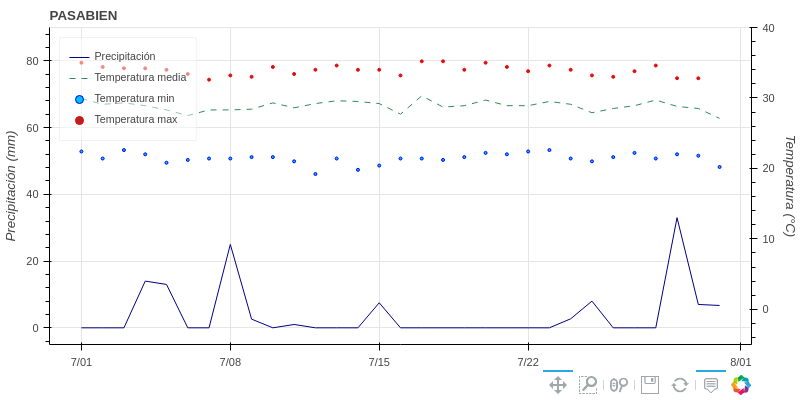 PASABIEN
Precipitación
Temperatura media
Temperatura min
Temperatura max
Precipitación (mm)
80
60
40
20
0
Temperatura (°C)
40
30
20
10
0
7/01
7/08
7/15
7/22
8/01